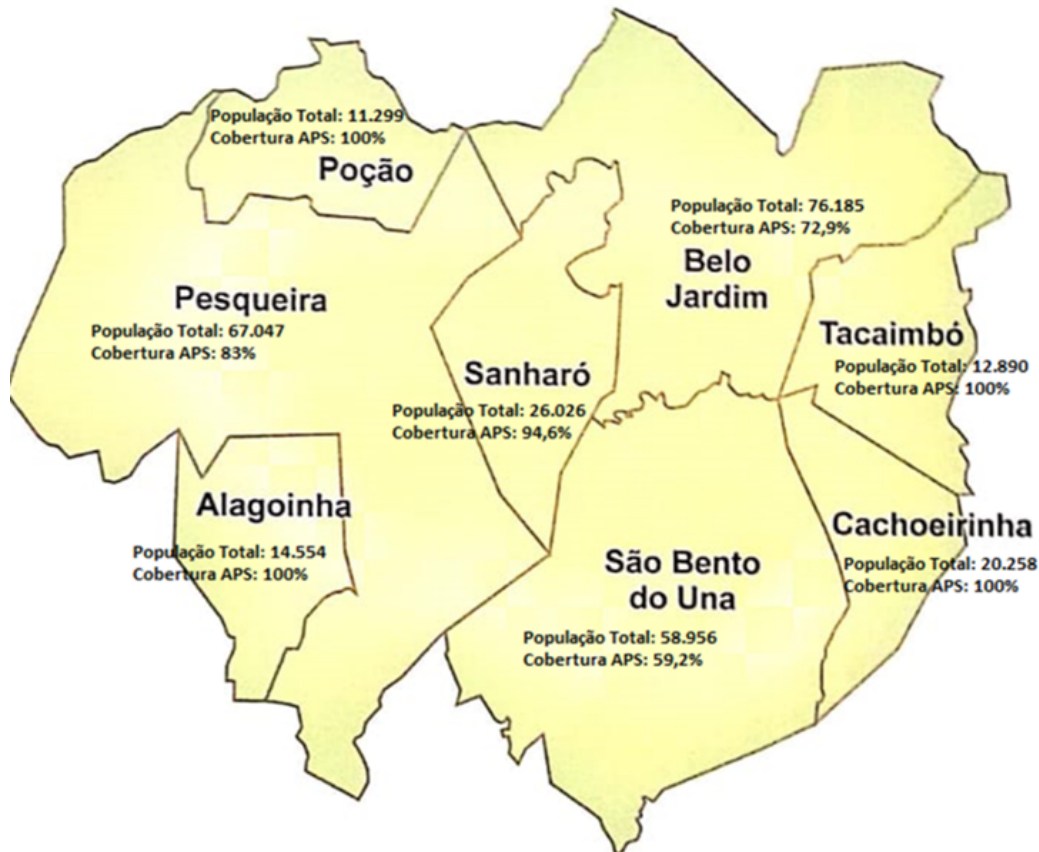 População Total: 11.299
Cobertura APS: 100%
Poção
População Total: 76.185
Cobertura APS: 72,9%
Belo
Jardim
Pesqueira
População Total: 67.047
Cobertura APS: 83%
Tacaimbó
População Total: 12.890
Cobertura APS: 100%
Sanharó
População Total: 26.026
Cobertura APS: 94,6%
Alagoinha
População Total: 14.554
Cobertura APS: 100%
Cachoeirinha
População Total: 20.258
Cobertura APS: 100%
São Bento
do Una
População Total: 58.956
Cobertura APS: 59,2%